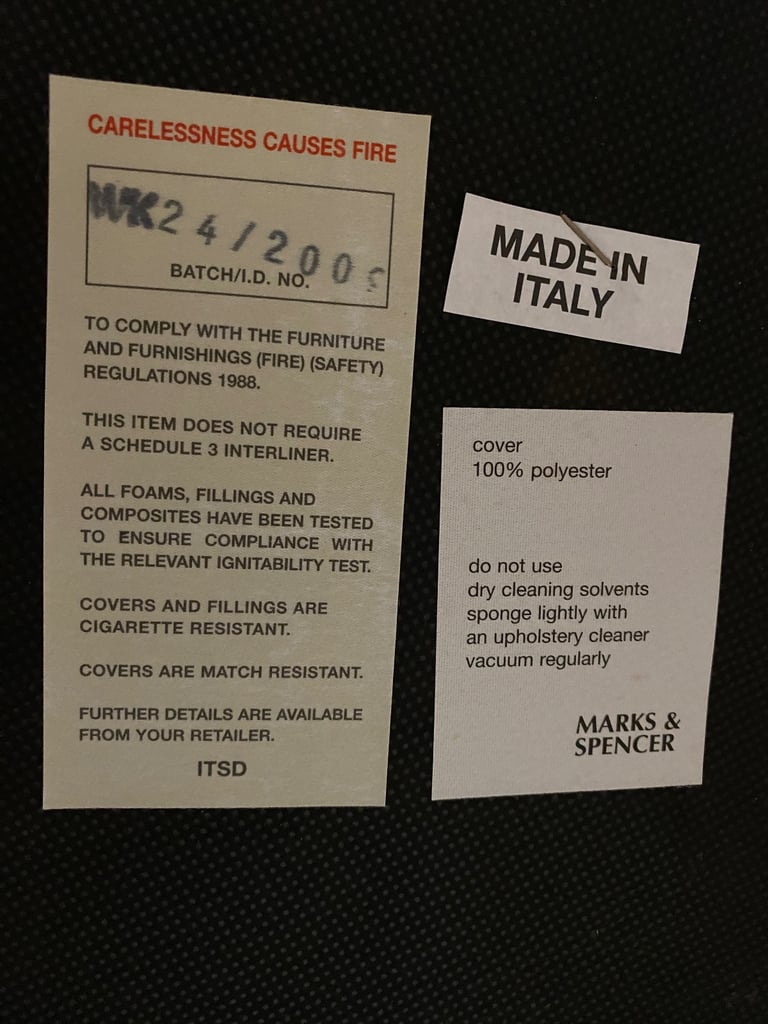 CARELESSNESS CAUSES FIRE
WK24/200
BATCH/I.D. NO.
TO COMPLY WITH THE FURNITURE
AND FURNISHINGS (FIRE) (SAFETY)
REGULATIONS 1988.
THIS ITEM DOES NOT REQUIRE
A SCHEDULE 3 INTERLINER.
ALL FOAMS, FILLINGS AND
COMPOSITES HAVE BEEN TESTED
TO ENSURE COMPLIANCE WITH
THE RELEVANT IGNITABILITY TEST.
COVERS AND FILLINGS ARE
CIGARETTE RESISTANT.
COVERS ARE MATCH RESISTANT.
FURTHER DETAILS ARE AVAILABLE
FROM YOUR RETAILER.
ITSD
MADE IN
ITALY
cover
100% polyester
do not use
dry cleaning solvents
sponge lightly with
an upholstery cleaner
vacuum regularly
MARKS &
SPENCER